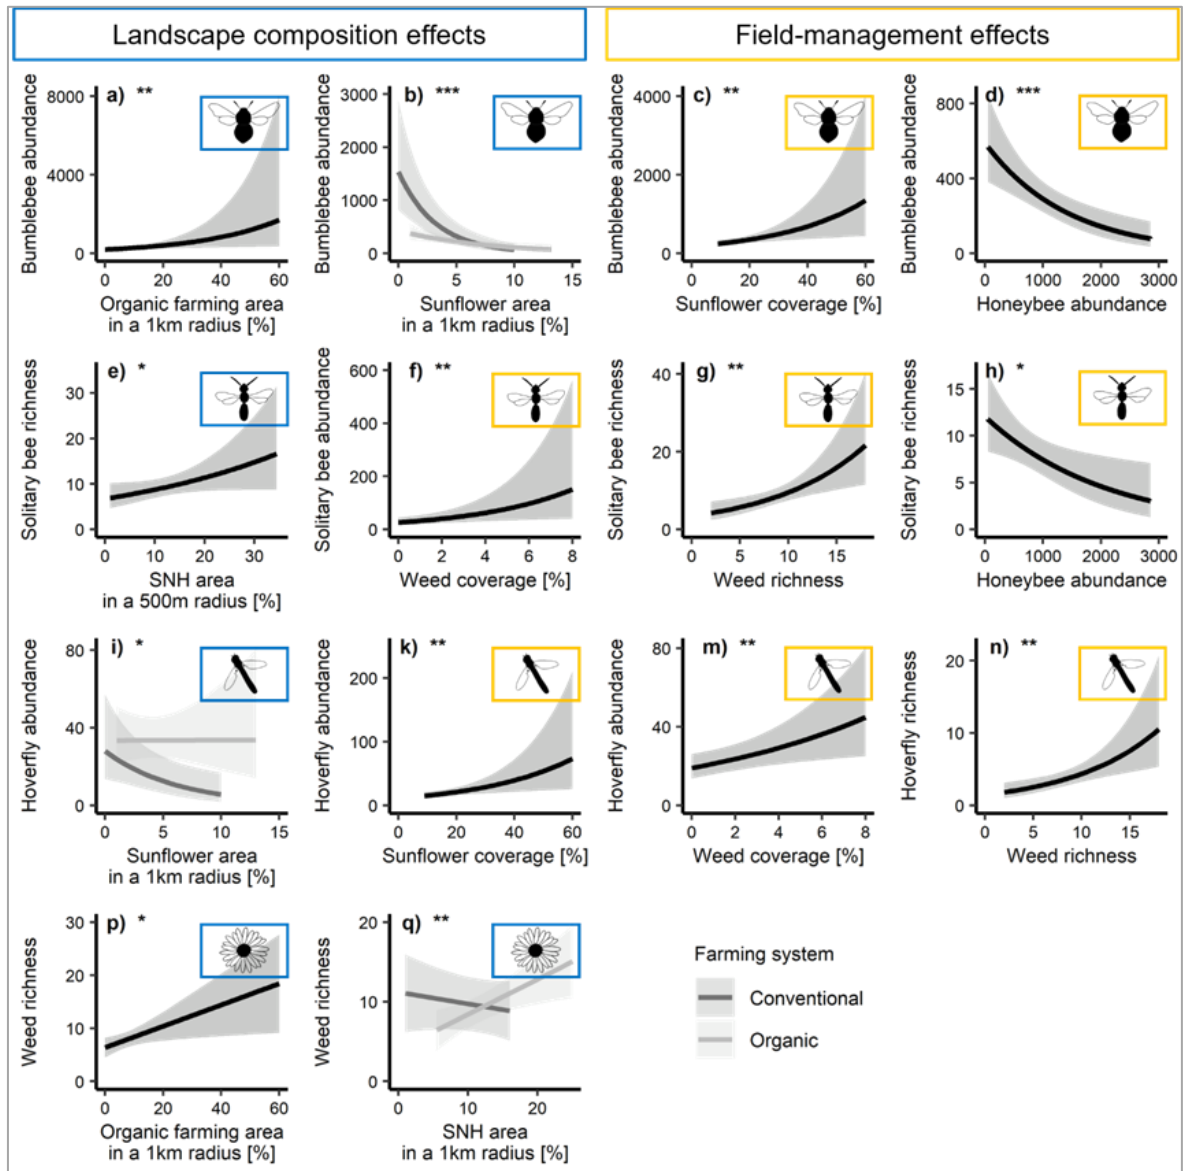 Landscape composition effects
Field-management effects
a) **
Bumblebee abundance
8000
4000
0
0 20 40 60
Organic farming area
in a 1km radius [%]
b) ***
Bumblebee abundance
3000
2000
1000
0
0 5 10 15
Sunflower area
in a 1km radius [%]
c) **
Bumblebee abundance
4000
2000
0
0 20 40 60
Sunflower coverage [%]
d) ***
Bumblebee abundance
800
400
0
0 1000 2000 3000
Honeybee abundance
e) *
Solitary bee richness
30
20
10
0
0 10 20 30
SNH area
in a 500m radius [%]
f) **
Solitary bee abundance
600
400
200
0
0 2 4 6 8
Weed coverage [%]
g) **
Solitary bee richness
40
20
0
0 5 10 15
Weed richness
h) *
Solitary bee richness
15
10
5
0
0 1000 2000 3000
Honeybee abundance
i) *
Hoverfly abundance
80
40
0
0 5 10 15
Sunflower area
in a 1km radius [%]
k) **
Hoverfly abundance
200
100
0
0 20 40 60
Sunflower coverage [%]
m) **
Hoverfly abundance
80
40
0
0 2 4 6 8
Weed coverage [%]
n) **
Hoverfly richness
20
10
0
0 5 10 15
Weed richness
p) *
Weed richness
30
20
10
0
0 20 40 60
Organic farming area
in a 1km radius [%]
q) **
Weed richness
20
10
0
0 10 20
SNH area
in a 1km radius [%]
Farming system
Conventional
Organic